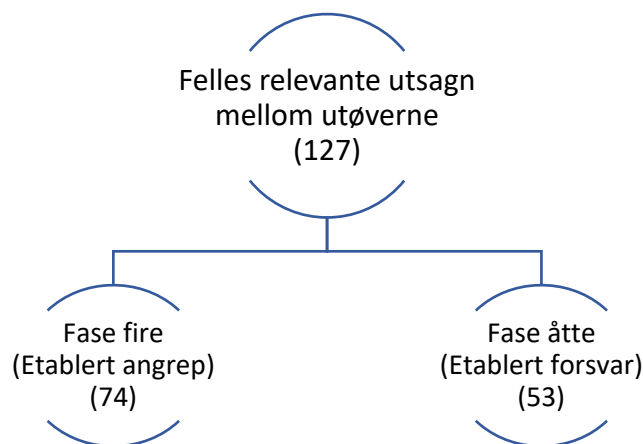 Felles relevante utsagn
mellom utøverne
(127)
Fase fire
(Etablert angrep)
(74)
Fase åtte
(Etablert forsvar)
(53)